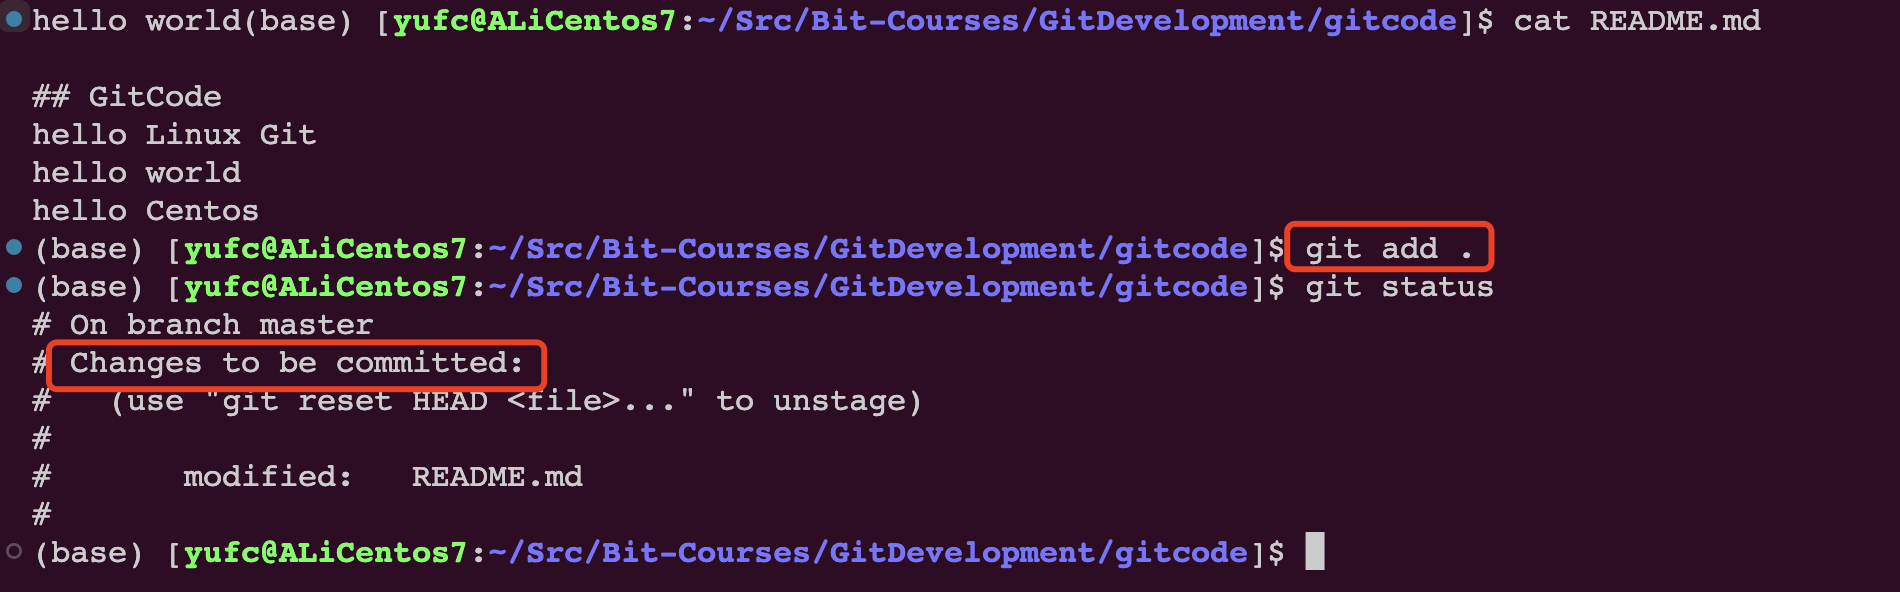 hello world(base) [yufc@ALiCentos7:~/Src/Bit-Courses/GitDevelopment/gitcode]$ cat README.md
## GitCode
hello Linux Git
hello world
hello Centos
(base) [yufc@ALiCentos7:~/Src/Bit-Courses/GitDevelopment/gitcode]$ git add .
(base) [yufc@ALiCentos7:~/Src/Bit-Courses/GitDevelopment/gitcode]$ git status
# On branch master
# Changes to be committed:
#   (use "git reset HEAD <file>..." to unstage)
#
#       modified:   README.md
#
(base) [yufc@ALiCentos7:~/Src/Bit-Courses/GitDevelopment/gitcode]$